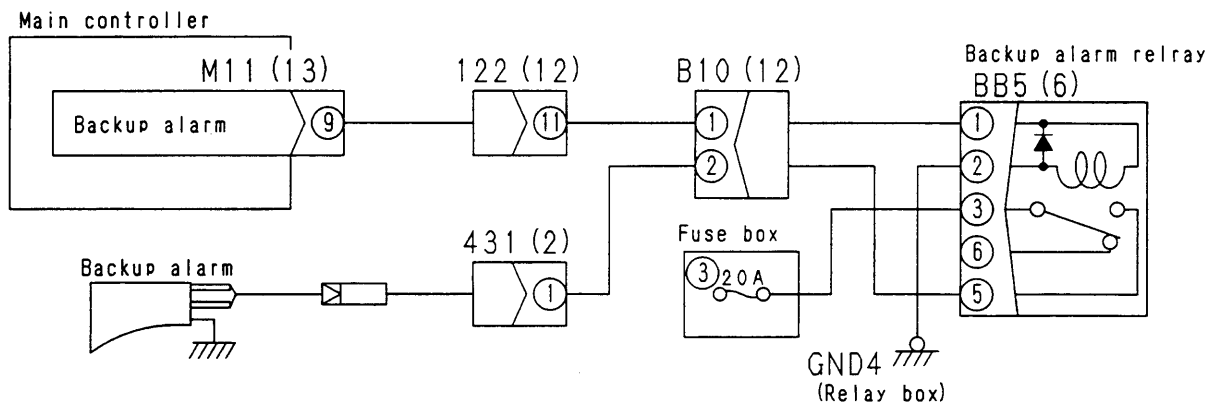 Main controller
M11 (13)
122 (12)
B10 (12)
Backup alarm relray
BB5 (6)
Backup alarm
9
11
1
2
1
2
3
6
5
431 (2)
1
Backup alarm
Fuse box
3
20A
GND4
(Relay box)